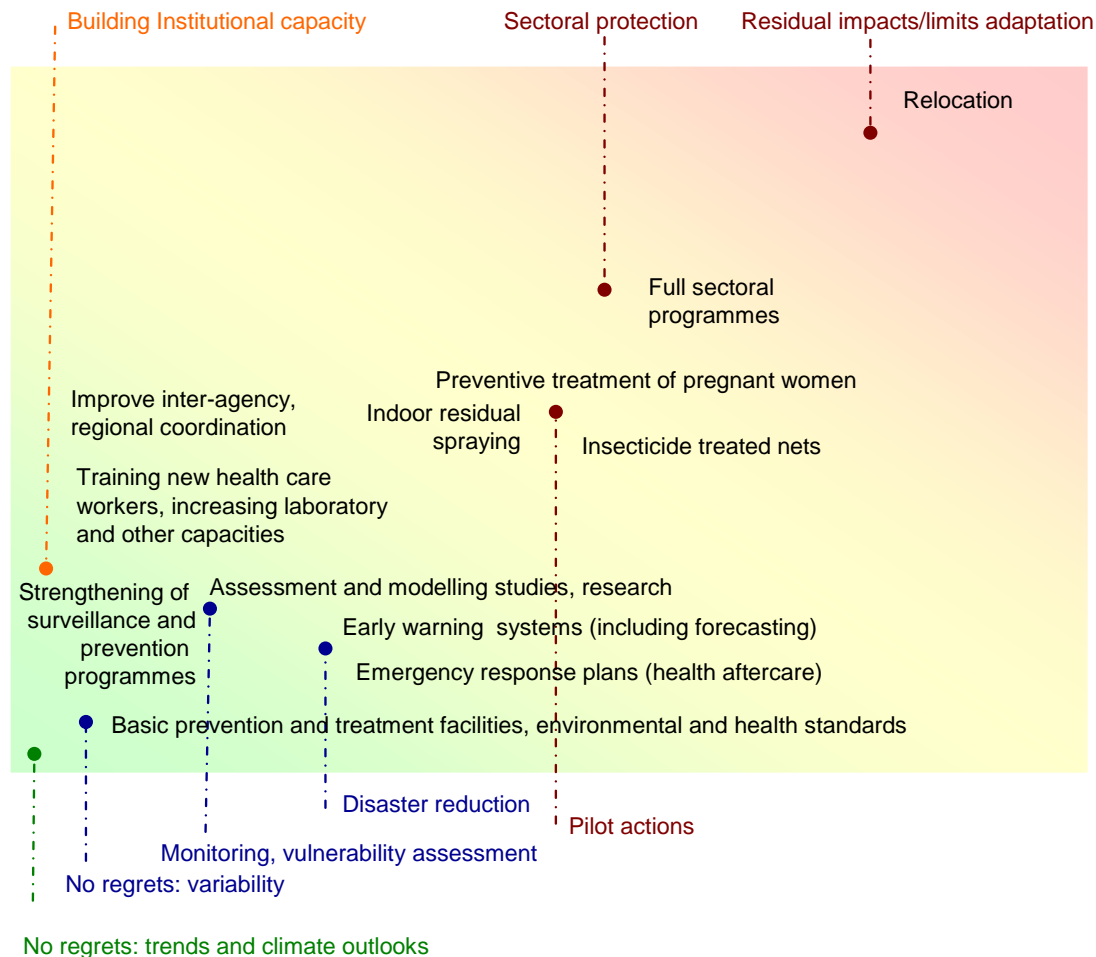 Building Institutional capacity
Sectoral protection
Residual impacts/limits adaptation
Relocation
Full sectoral
programmes
Preventive treatment of pregnant women
Improve inter-agency,
regional coordination
Indoor residual
spraying
Insecticide treated nets
Training new health care
workers, increasing laboratory
and other capacities
Strengthening of
surveillance and
prevention
programmes
Assessment and modelling studies, research
Early warning systems (including forecasting)
Emergency response plans (health aftercare)
Basic prevention and treatment facilities, environmental and health standards
Disaster reduction
Pilot actions
Monitoring, vulnerability assessment
No regrets: variability
No regrets: trends and climate outlooks